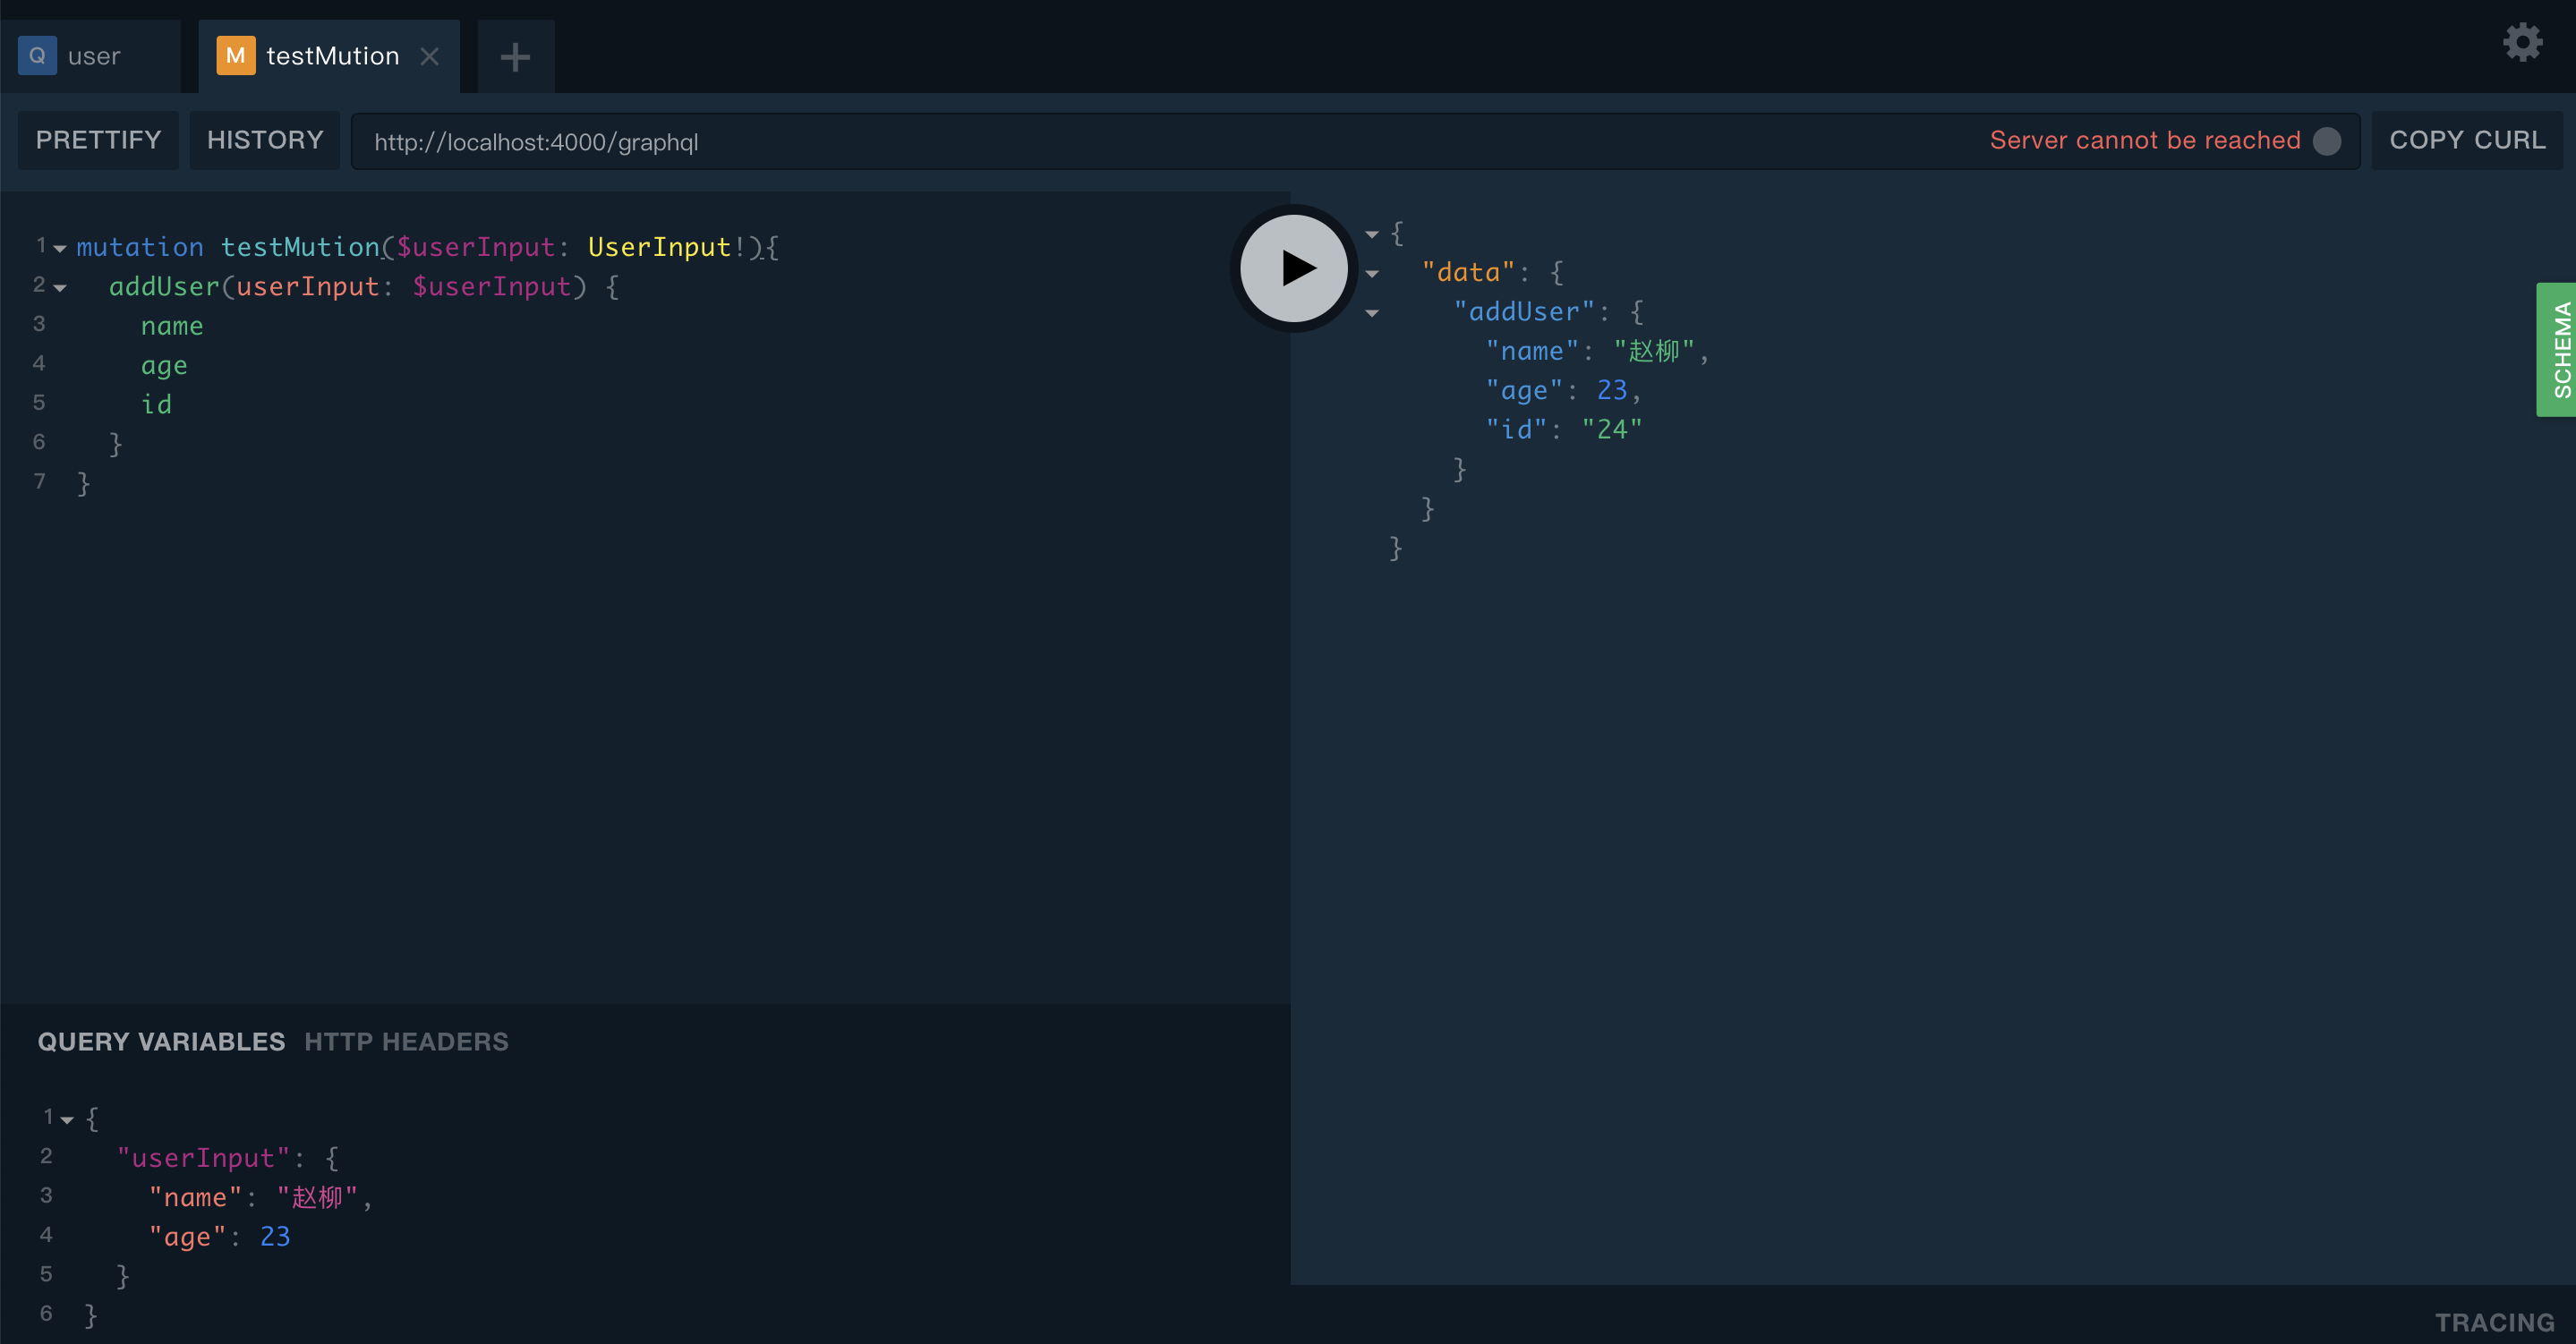 Q user M testMution
PRETTIFY HISTORY http://localhost:4000/graphql Server cannot be reached COPY CURL
1 mutation testMution($userInput: UserInput!){
2 addUser(userInput: $userInput) {
3 name
4 age
5 id
6 }
7 }
{
"data": {
"addUser": {
"name": "赵柳",
"age": 23,
"id": "24"
}
}
}
SCHEMA
QUERY VARIABLES HTTP HEADERS
1 {
2 "userInput": {
3 "name": "赵柳",
4 "age": 23
5 }
6 }
TRACING